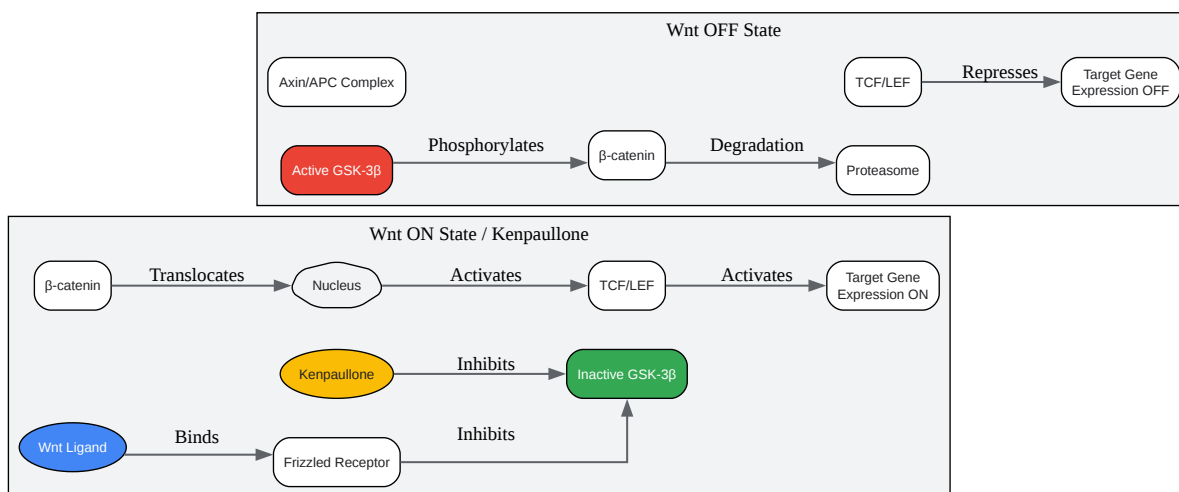 Wnt OFF State
Axin/APC Complex
TCF/LEF
Represses
Target Gene
Expression OFF
Active GSK-3β
Phosphorylates
β-catenin
Degradation
Proteasome
Wnt ON State / Kenpaullone
β-catenin
Translocates
Nucleus
Activates
TCF/LEF
Activates
Target Gene
Expression ON
Kenpaullone
Inhibits
Inactive GSK-3β
Wnt Ligand
Binds
Frizzled Receptor
Inhibits